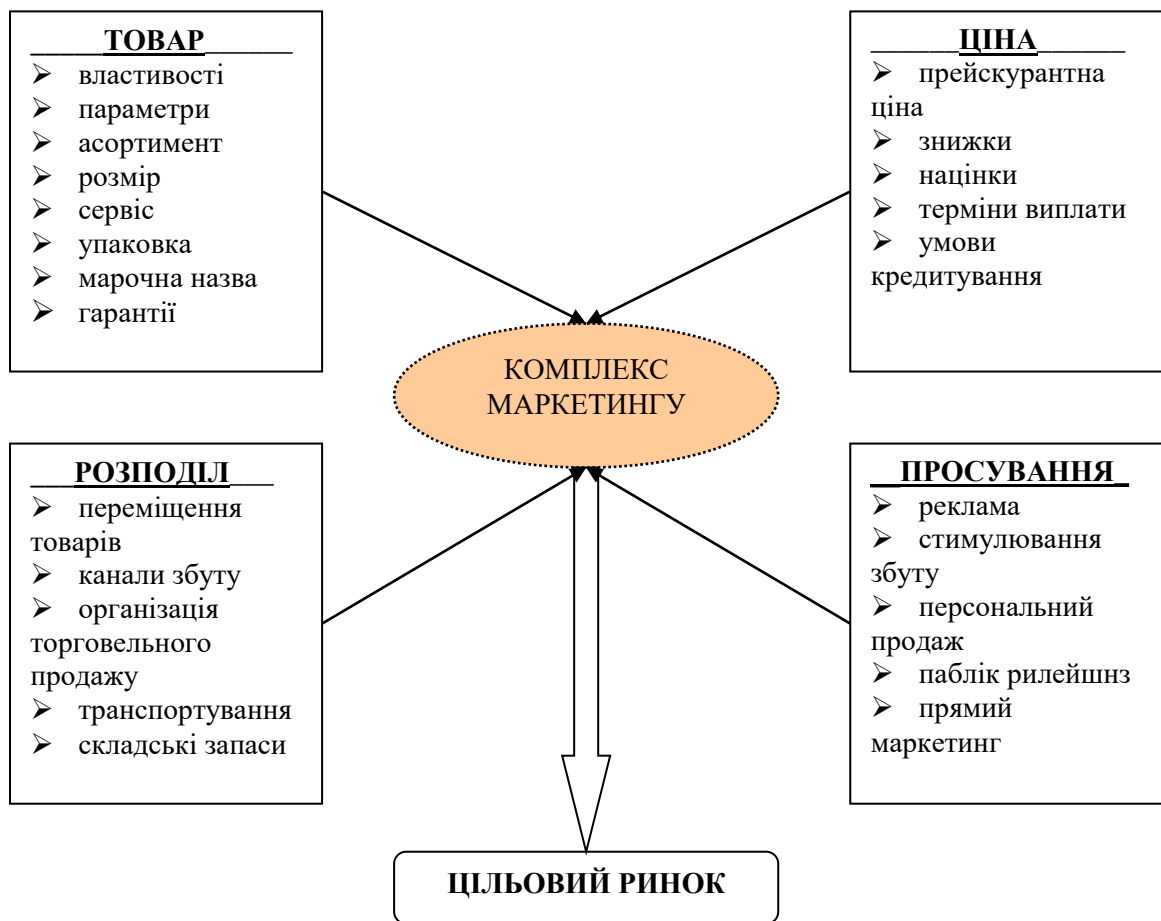 ТОВАР
властивості
параметри
асортимент
розмір
сервіс
упаковка
марочна назва
гарантії
ЦІНА
прейскурантна
ціна
знижки
націнки
терміни виплати
умови
кредитування
КОМПЛЕКС
МАРКЕТИНГУ
РОЗПОДІЛ
переміщення
товарів
канали збуту
організація
торговельного
продажу
транспортування
складські запаси
ПРОСУВАННЯ
реклама
стимулювання
збуту
персональний
продаж
паблік рилейшнз
прямий
маркетинг
ЦІЛЬОВИЙ РИНОК